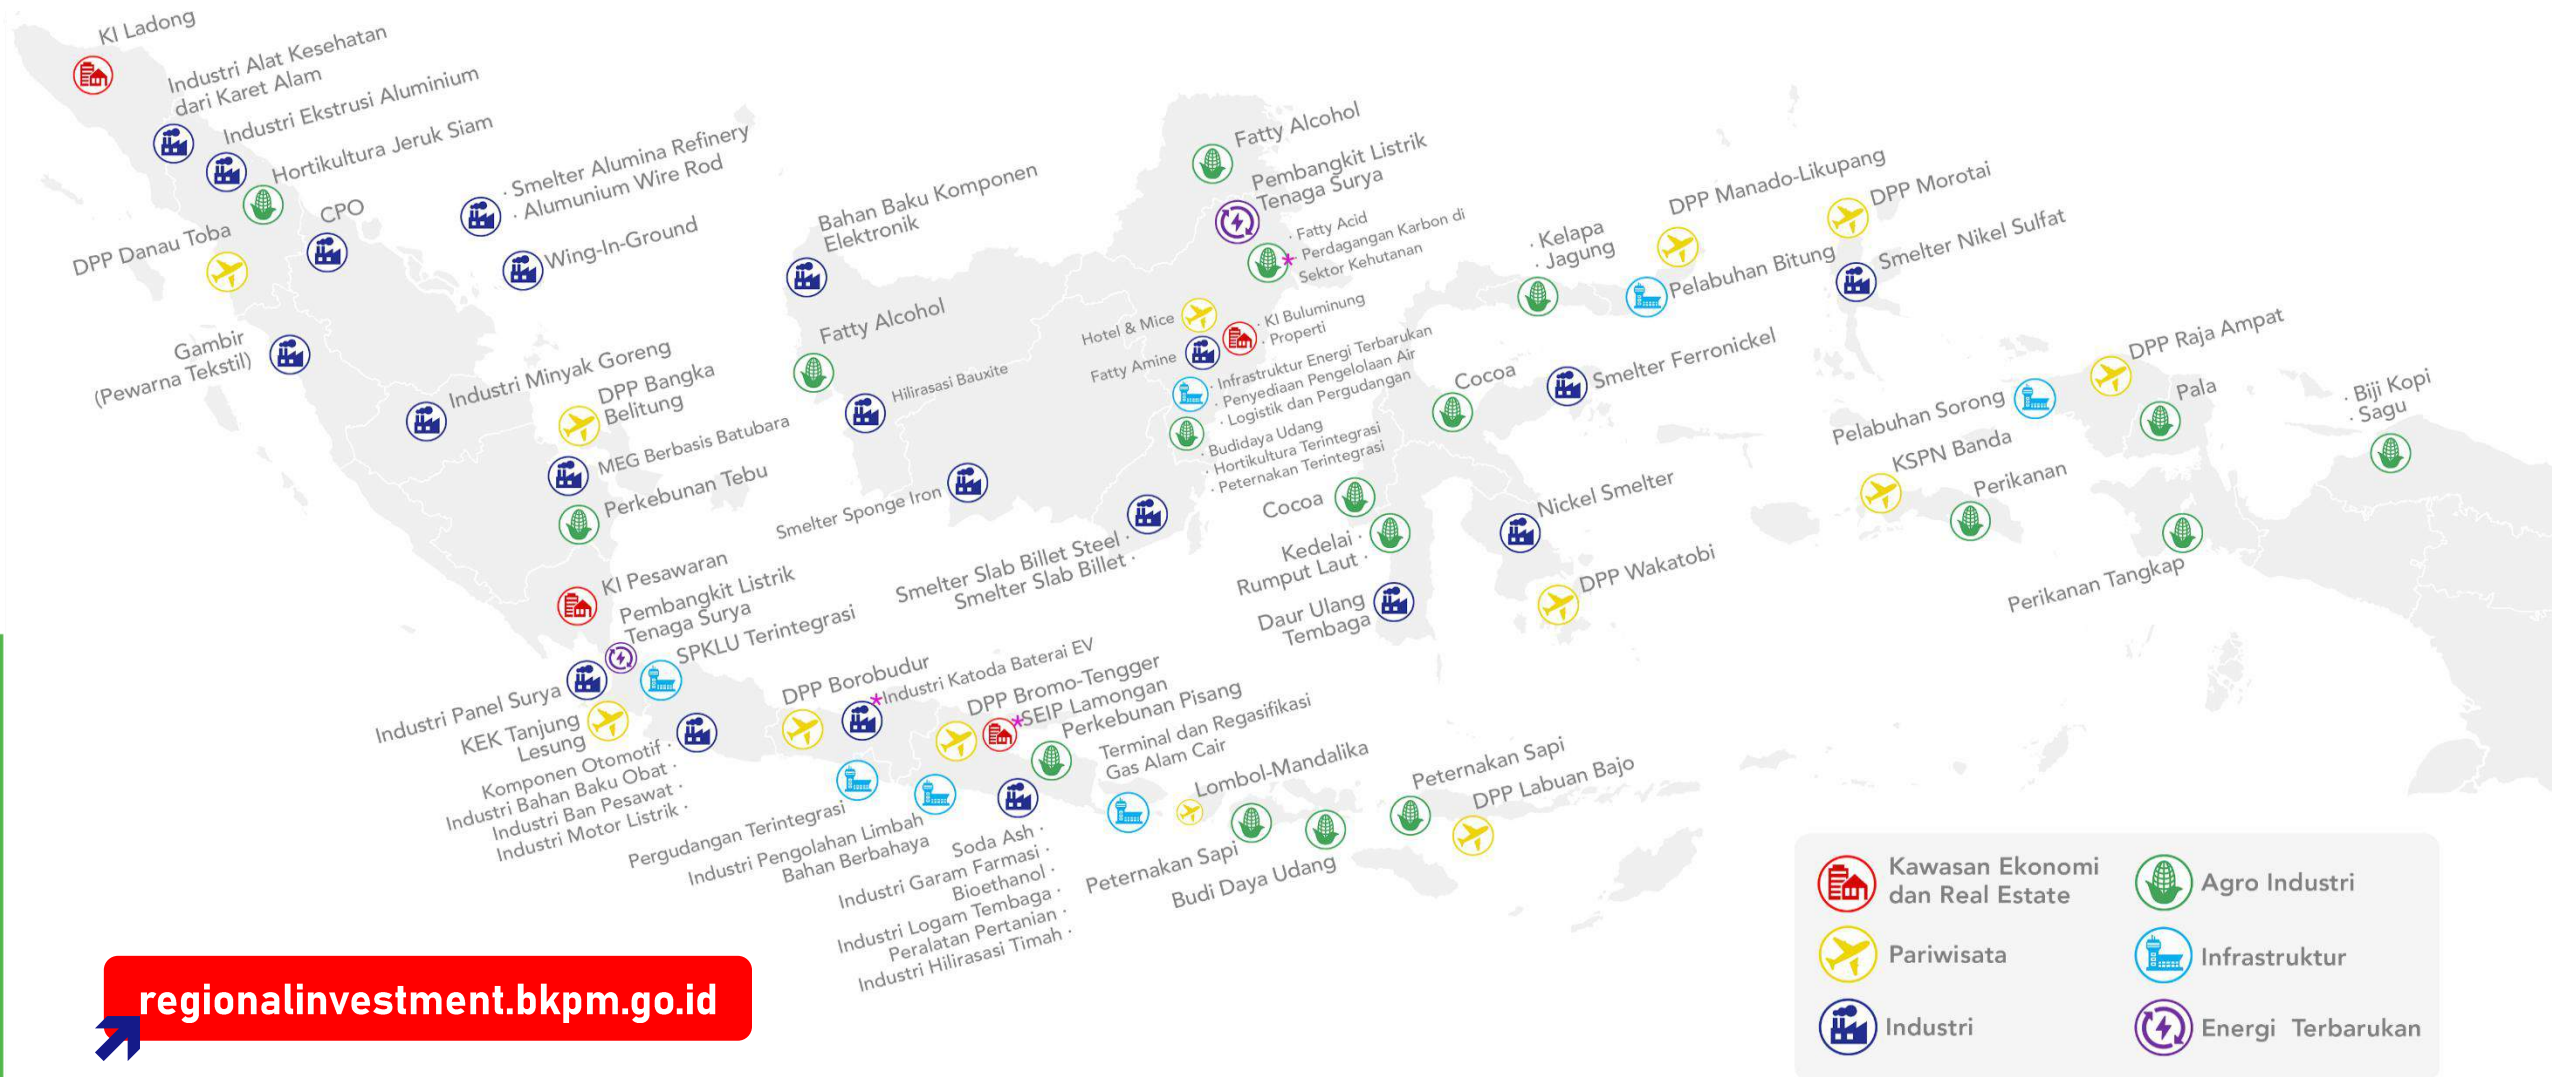 KI Ladong
Industri Alat Kesehatan
dari Karet Alam
Industri Ekstrusi Aluminium
Hortikultura Jeruk Siam
CPO
DPP Danau Toba
· Smelter Alumina Refinery
· Alumunium Wire Rod
Wing-In-Ground
Gambir
(Pewarna Tekstil)
Industri Minyak Goreng
DPP Bangka
Belitung
MEG Berbasis Batubara
Perkebunan Tebu
KI Pesawaran
Pembangkit Listrik
Tenaga Surya
SPKLU Terintegrasi
Industri Panel Surya
KEK Tanjung
Lesung
Komponen Otomotif ·
Industri Bahan Baku Obat ·
Industri Ban Pesawat ·
Industri Motor Listrik ·
Bahan Baku Komponen
Elektronik
Fatty Alcohol
Hilirasasi Bauxite
Smelter Sponge Iron
Smelter Slab Billet Steel ·
Smelter Slab Billet ·
Fatty Alcohol
Pembangkit Listrik
Tenaga Surya
· Fatty Acid
* Perdagangan Karbon di
Sektor Kehutanan
Hotel & Mice
· KI Buluminung
· Properti
Fatty Amine
· Infrastruktur Energi Terbarukan
· Penyediaan Pengelolaan Air
· Logistik dan Pergudangan
· Budidaya Udang
· Hortikultura Terintegrasi
· Peternakan Terintegrasi
DPP Borobudur
*Industri Katoda Baterai EV
DPP Bromo-Tengger
*SEIP Lamongan
Perkebunan Pisang
Terminal dan Regasifikasi
Gas Alam Cair
Pergudangan Terintegrasi
Industri Pengolahan Limbah
Bahan Berbahaya
Soda Ash ·
Industri Garam Farmasi ·
Bioethanol ·
Industri Logam Tembaga ·
Peralatan Pertanian ·
Industri Hilirasasi Timah ·
Lombol-Mandalika
Peternakan Sapi
Budi Daya Udang
Peternakan Sapi
DPP Labuan Bajo
· Kelapa
· Jagung
DPP Manado-Likupang
Pelabuhan Bitung
Cocoa
Smelter Ferronickel
Cocoa
Kedelai ·
Rumput Laut ·
Daur Ulang
Tembaga
Nickel Smelter
DPP Wakatobi
DPP Morotai
Smelter Nikel Sulfat
DPP Raja Ampat
Pelabuhan Sorong
Pala
KSPN Banda
Perikanan
Perikanan Tangkap
· Biji Kopi
· Sagu
regionalinvestment.bkpm.go.id
Kawasan Ekonomi
dan Real Estate
Pariwisata
Industri
Agro Industri
Infrastruktur
Energi Terbarukan